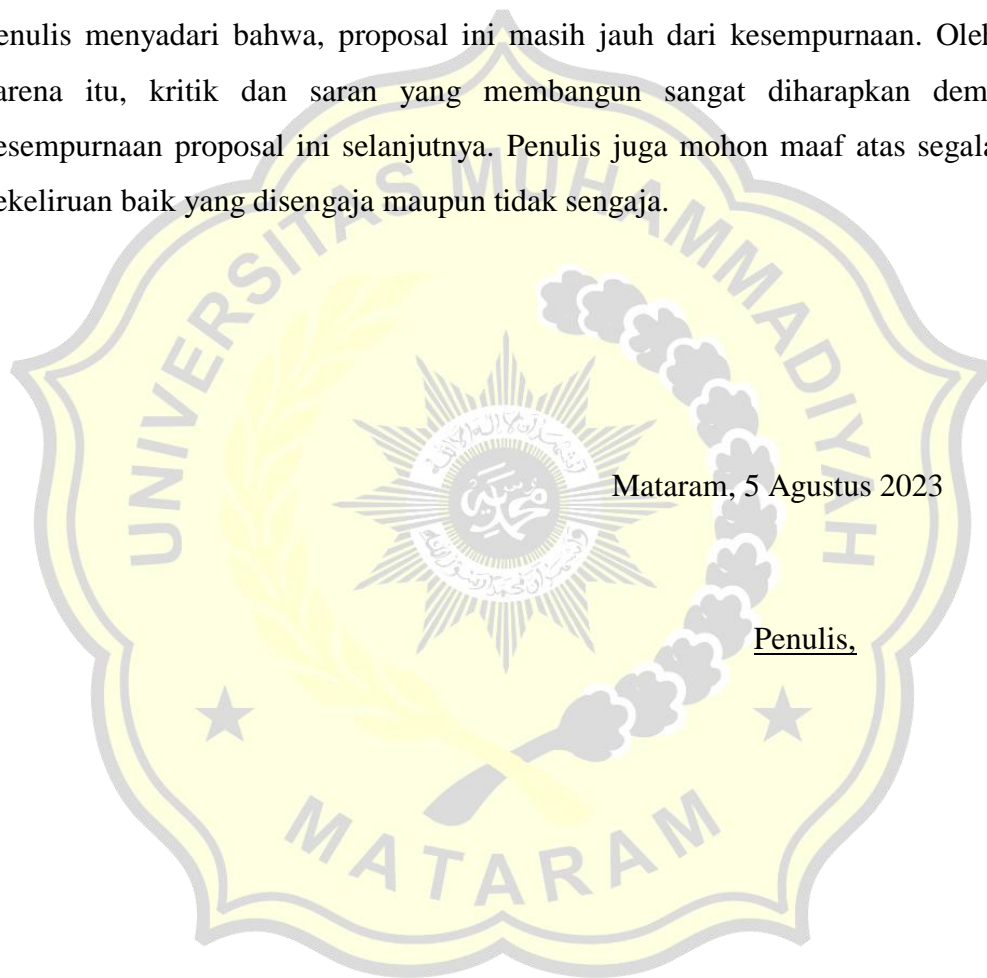 enulis menyadari bahwa, proposal ini masih jauh dari kesempurnaan. Oleh
arena itu, kritik dan saran yang membangun sangat diharapkan dem
esempurnaan proposal ini selanjutnya. Penulis juga mohon maaf atas segala
ekeliruan baik yang disengaja maupun tidak sengaja.
UNIVERSITAS MUHAMMADIYAH
Mataram, 5 Agustus 2023
Penulis,
MATARAM